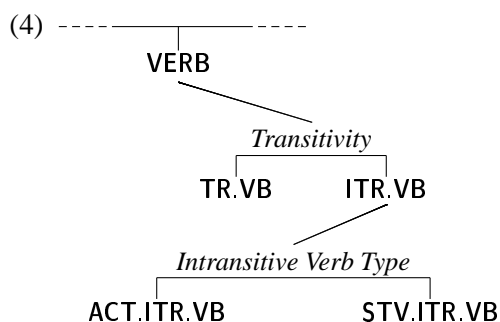 (4)
VERB
Transitivity
TR.VB ITR.VB
Intransitive Verb Type
ACT.ITR.VB STV.ITR.VB